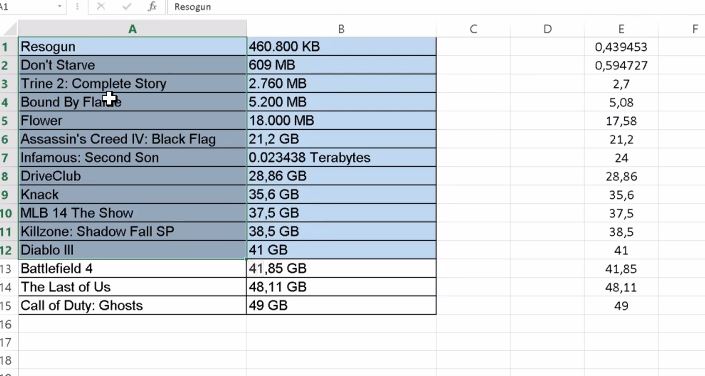 A1 fx Resogun
A B C D E F
1 Resogun 460.800 KB 0,439453
2 Don't Starve 609 MB 0,594727
3 Trine 2: Complete Story 2.760 MB 2,7
4 Bound By Flame 5.200 MB 5,08
5 Flower 18.000 MB 17,58
6 Assassin's Creed IV: Black Flag 21,2 GB 21,2
7 Infamous: Second Son 0.023438 Terabytes 24
8 DriveClub 28,86 GB 28,86
9 Knack 35,6 GB 35,6
10 MLB 14 The Show 37,5 GB 37,5
11 Killzone: Shadow Fall SP 38,5 GB 38,5
12 Diablo III 41 GB 41
13 Battlefield 4 41,85 GB 41,85
14 The Last of Us 48,11 GB 48,11
15 Call of Duty: Ghosts 49 GB 49
16
17
18